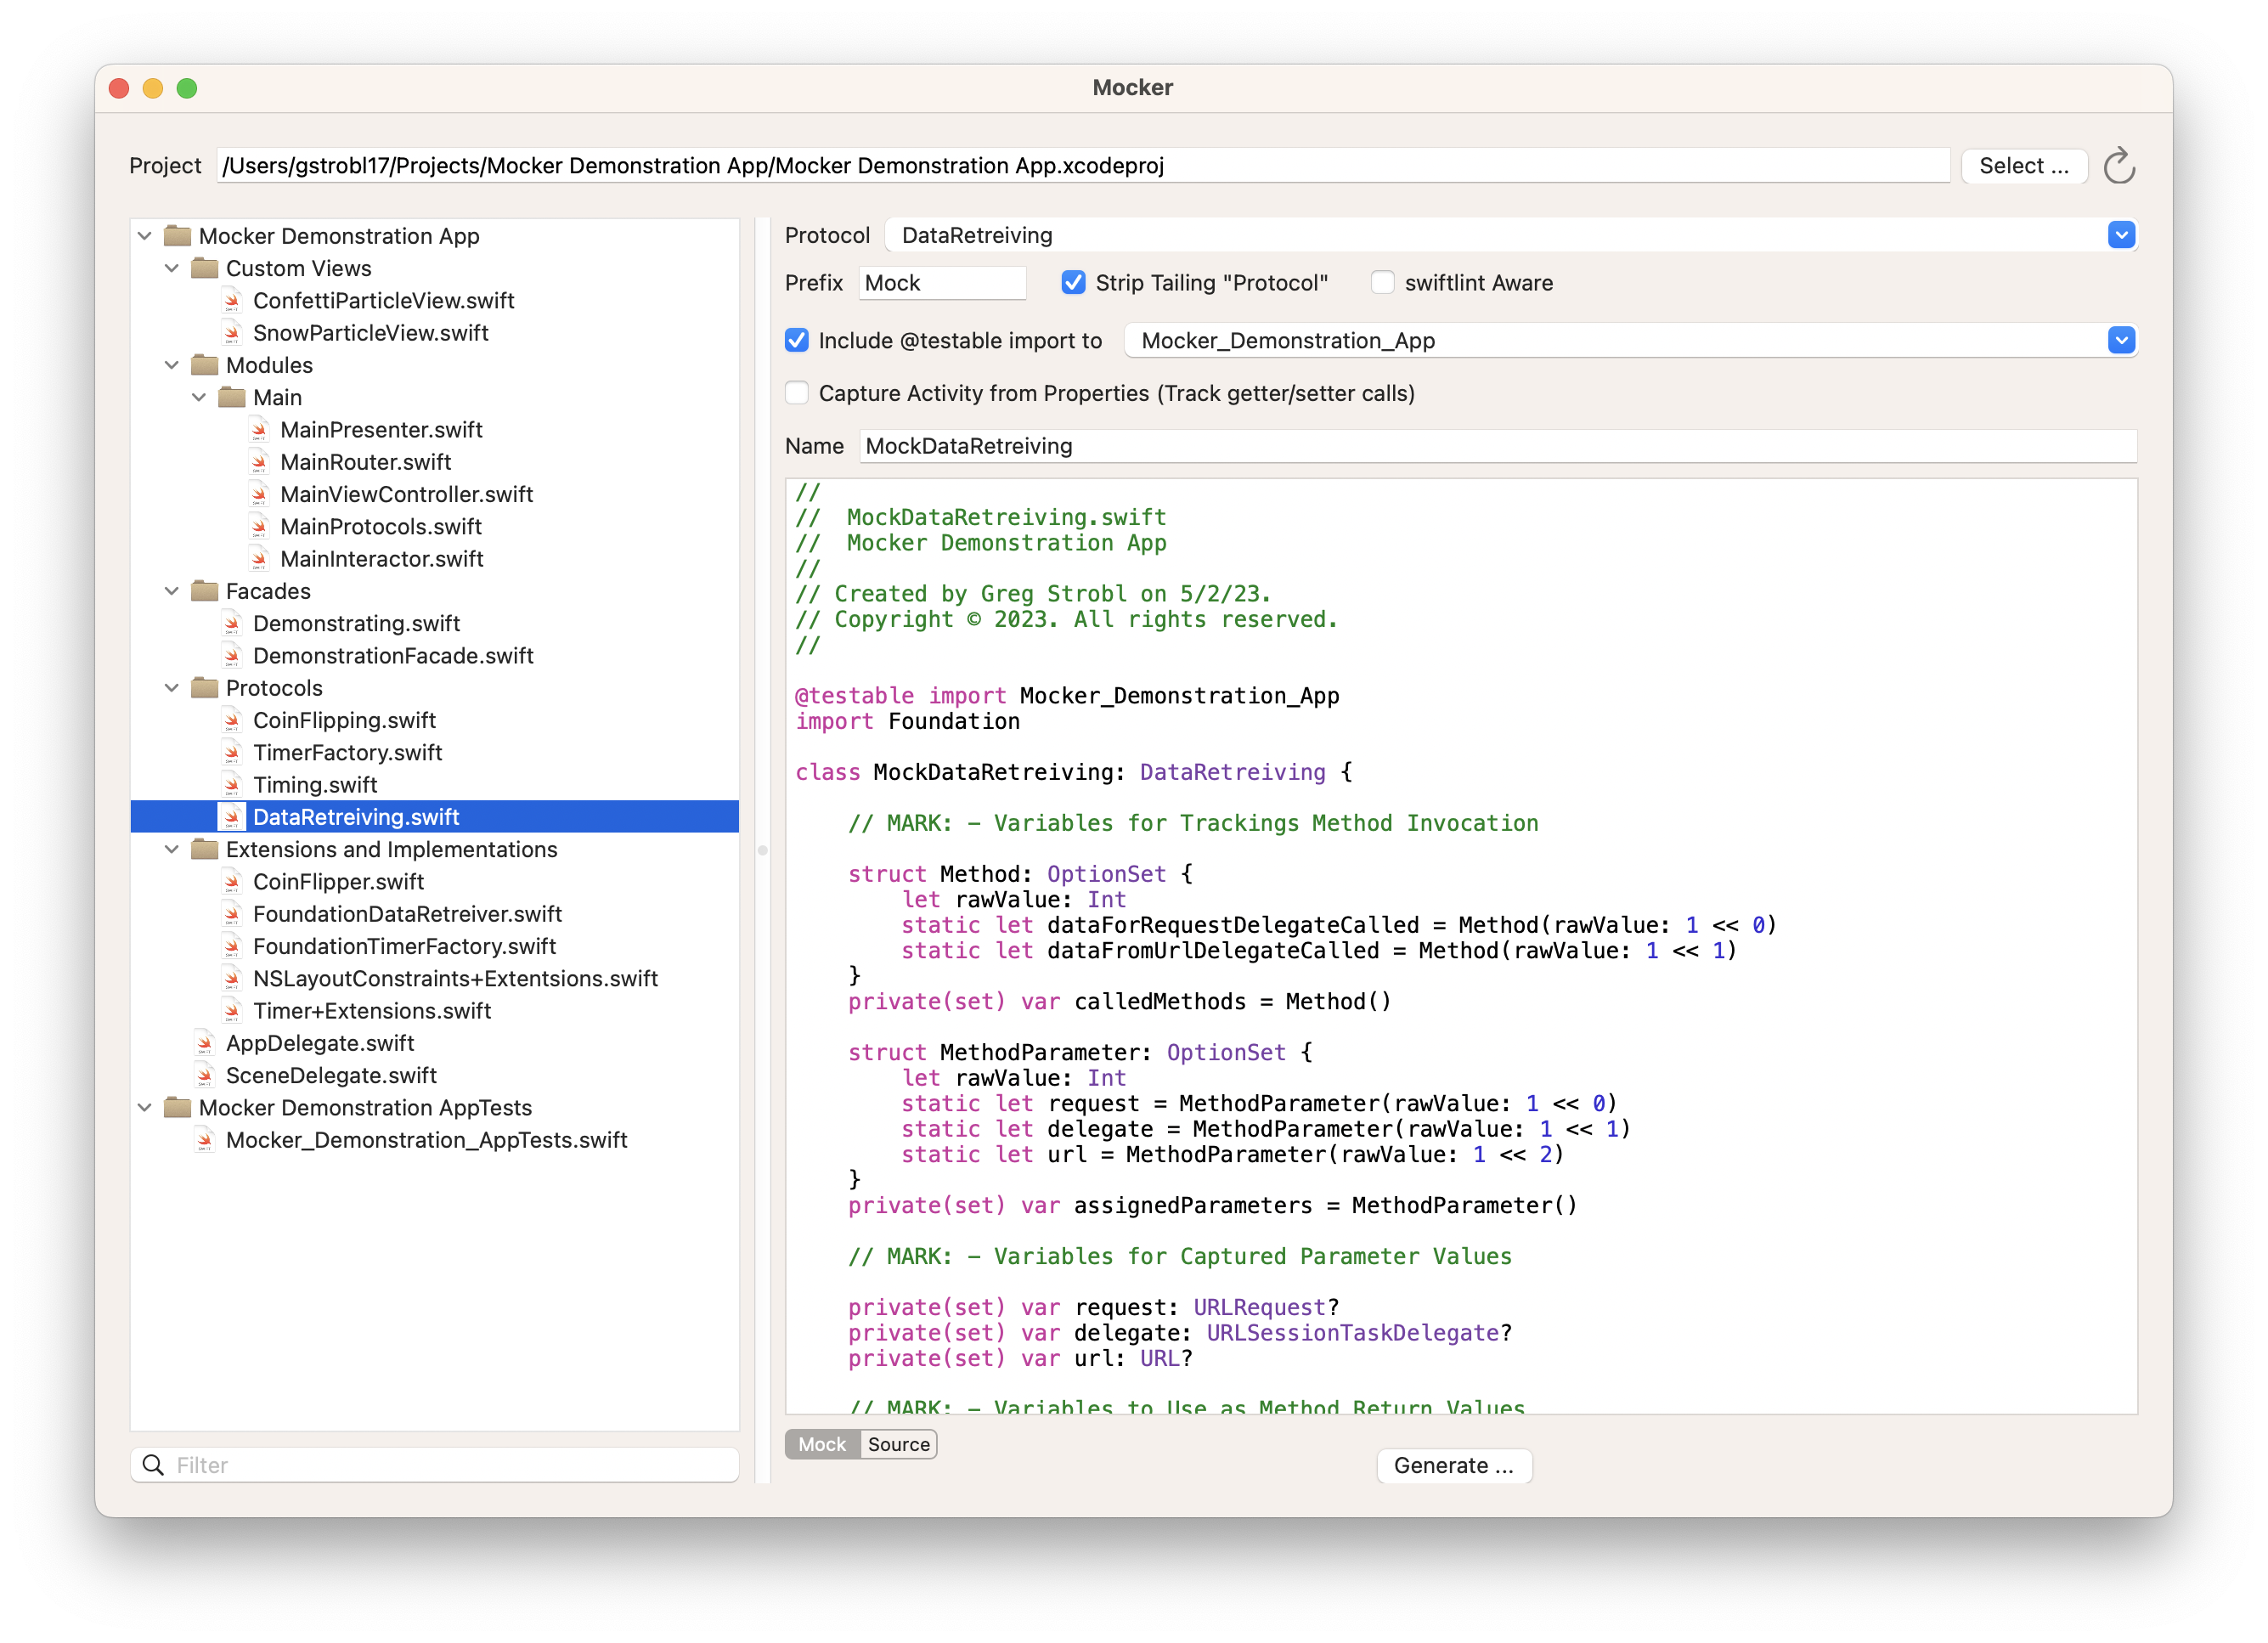 Mocker
Project /Users/gstrobl17/Projects/Mocker Demonstration App/Mocker Demonstration App.xcodeproj Select ...
Mocker Demonstration App
Custom Views
ConfettiParticleView.swift
SnowParticleView.swift
Modules
Main
MainPresenter.swift
MainRouter.swift
MainViewController.swift
MainProtocols.swift
MainInteractor.swift
Facades
Demonstrating.swift
DemonstrationFacade.swift
Protocols
CoinFlipping.swift
TimerFactory.swift
Timing.swift
DataRetreiving.swift
Extensions and Implementations
CoinFlipper.swift
FoundationDataRetreiver.swift
FoundationTimerFactory.swift
NSLayoutConstraints+Extentsions.swift
Timer+Extensions.swift
AppDelegate.swift
SceneDelegate.swift
Mocker Demonstration AppTests
Mocker_Demonstration_AppTests.swift
Filter
Protocol DataRetreiving
Prefix Mock Strip Tailing "Protocol" swiftlint Aware
Include @testable import to Mocker_Demonstration_App
Capture Activity from Properties (Track getter/setter calls)
Name MockDataRetreiving
//
//  MockDataRetreiving.swift
//  Mocker Demonstration App
//
// Created by Greg Strobl on 5/2/23.
// Copyright © 2023. All rights reserved.
//
@testable import Mocker_Demonstration_App
import Foundation
class MockDataRetreiving: DataRetreiving {
// MARK: - Variables for Trackings Method Invocation
struct Method: OptionSet {
let rawValue: Int
static let dataForRequestDelegateCalled = Method(rawValue: 1 << 0)
static let dataFromUrlDelegateCalled = Method(rawValue: 1 << 1)
}
private(set) var calledMethods = Method()
struct MethodParameter: OptionSet {
let rawValue: Int
static let request = MethodParameter(rawValue: 1 << 0)
static let delegate = MethodParameter(rawValue: 1 << 1)
static let url = MethodParameter(rawValue: 1 << 2)
}
private(set) var assignedParameters = MethodParameter()
// MARK: - Variables for Captured Parameter Values
private(set) var request: URLRequest?
private(set) var delegate: URLSessionTaskDelegate?
private(set) var url: URL?
// MARK: - Variables to Use as Method Return Values
Mock Source
Generate ...